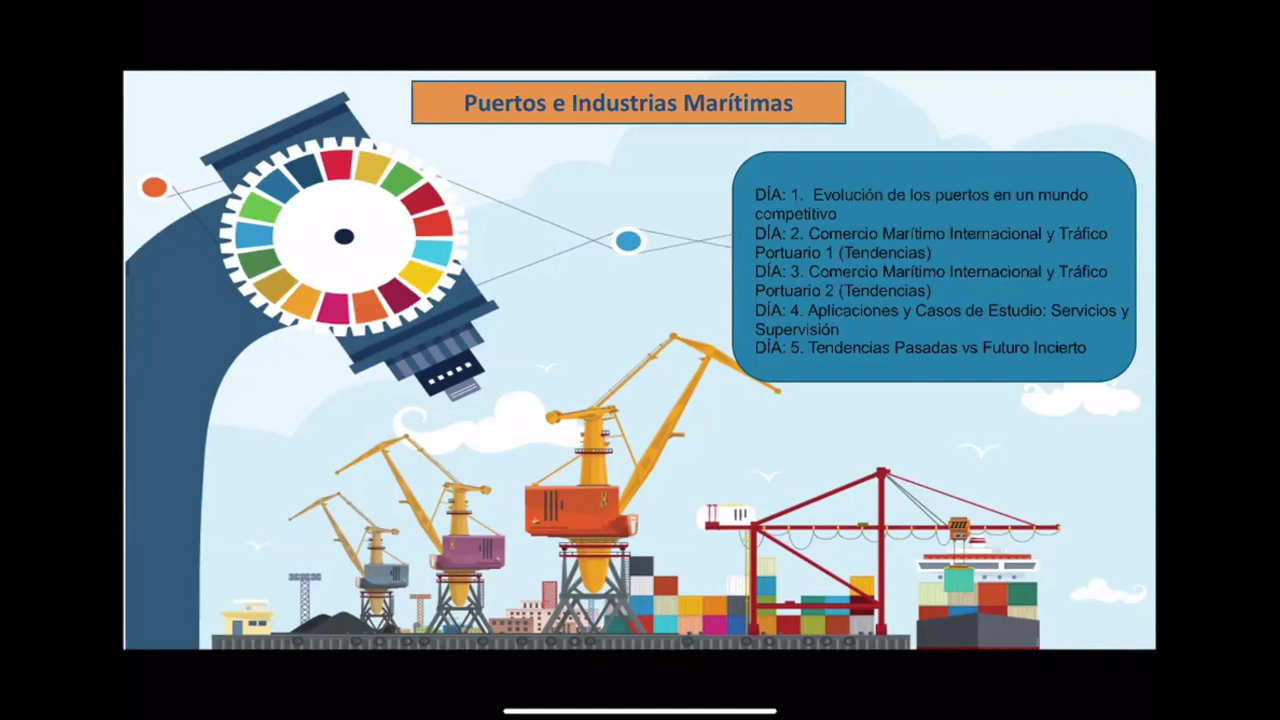 Puertos e Industrias Marítimas
DÍA: 1.  Evolución de los puertos en un mundo
competitivo
DÍA: 2. Comercio Marítimo Internacional y Tráfico
Portuario 1 (Tendencias)
DÍA: 3. Comercio Marítimo Internacional y Tráfico
Portuario 2 (Tendencias)
DÍA: 4. Aplicaciones y Casos de Estudio: Servicios y
Supervisión
DÍA: 5. Tendencias Pasadas vs Futuro Incierto